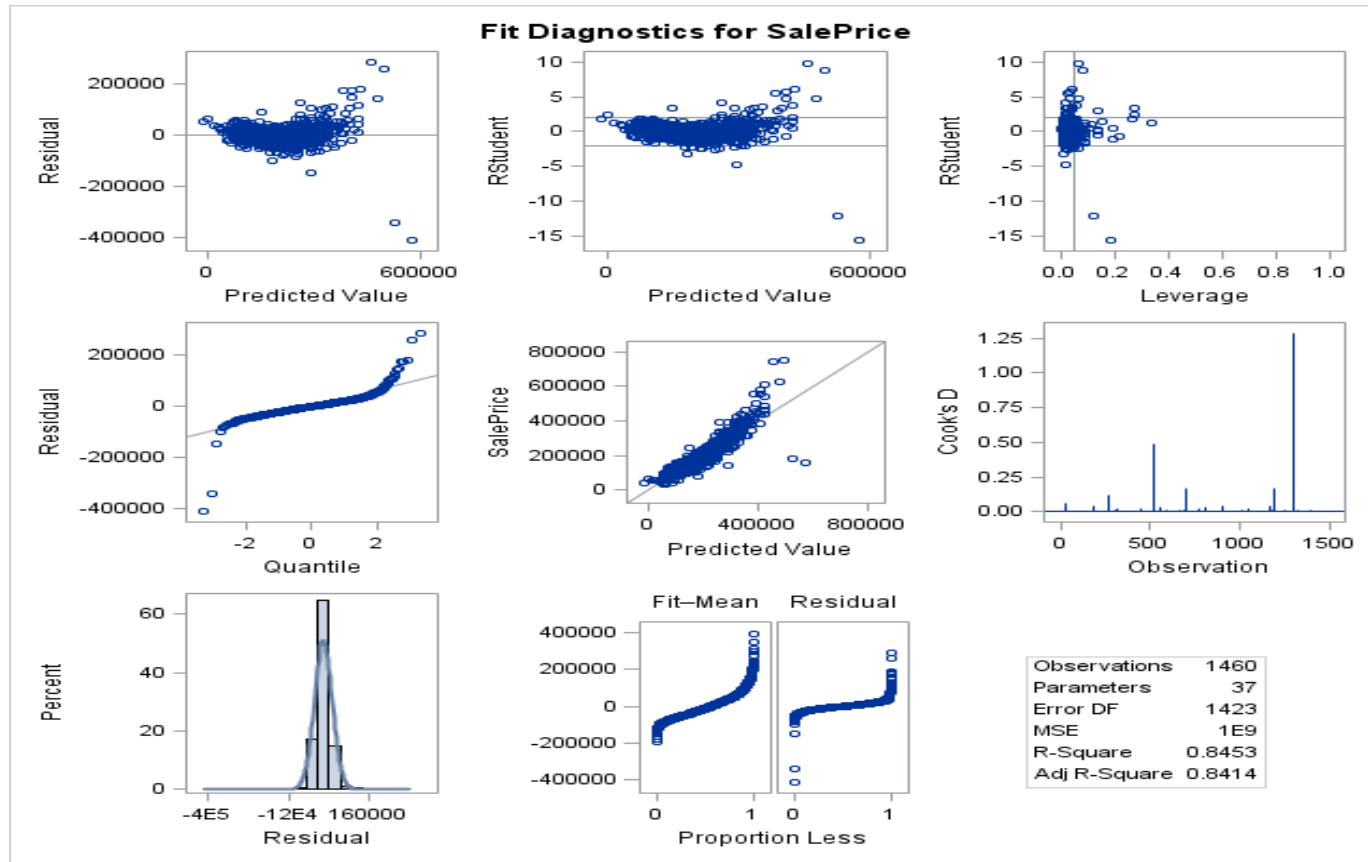 Fit Diagnostics for SalePrice
200000
0
-200000
-400000
Residual
0
6000000
Predicted Value
10
5
0
-5
-10
-15
RStudent
0
6000000
Predicted Value
10
5
0
-5
-10
-15
RStudent
0.0 0.2 0.4 0.6 0.8 1.0
Leverage
200000
0
-200000
-400000
Residual
-2 0 2
Quantile
800000
600000
400000
200000
0
SalePrice
0 400000 800000
Predicted Value
1.25
1.00
0.75
0.50
0.25
0.00
Cook's D
0 500 1000 1500
Observation
60
40
20
0
Percent
-4E5 -12E4 160000
Residual
Fit–Mean Residual
400000
200000
0
-200000
-400000
0 1 0 1
Proportion Less
Observations 1460
Parameters 37
Error DF 1423
MSE 1E9
R-Square 0.8453
Adj R-Square 0.8414